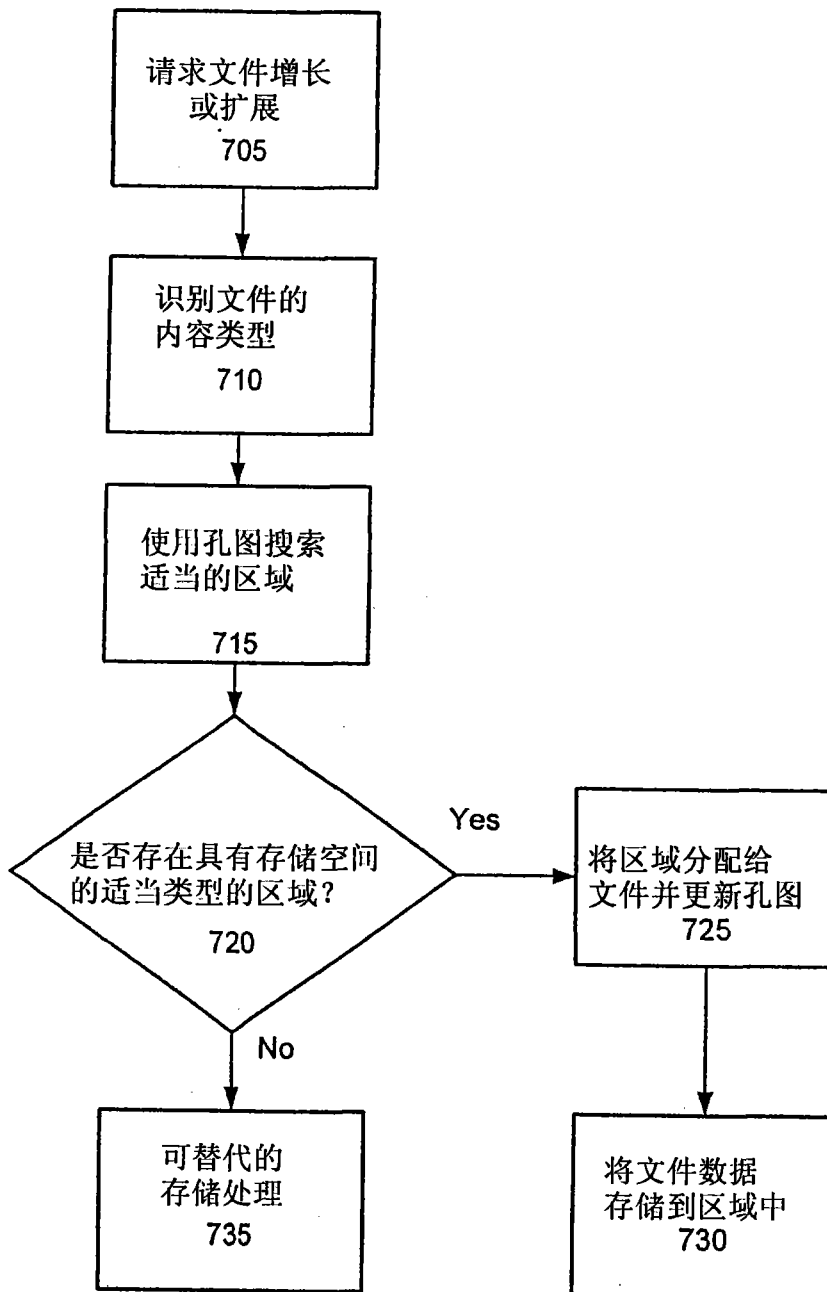 请求文件增长
或扩展
705
识别文件的
内容类型
710
使用孔图搜索
适当的区域
715
是否存在具有存储空间
的适当类型的区域？
720
Yes
将区域分配给
文件并更新孔图
725
No
可替代的
存储处理
735
将文件数据
存储到区域中
730